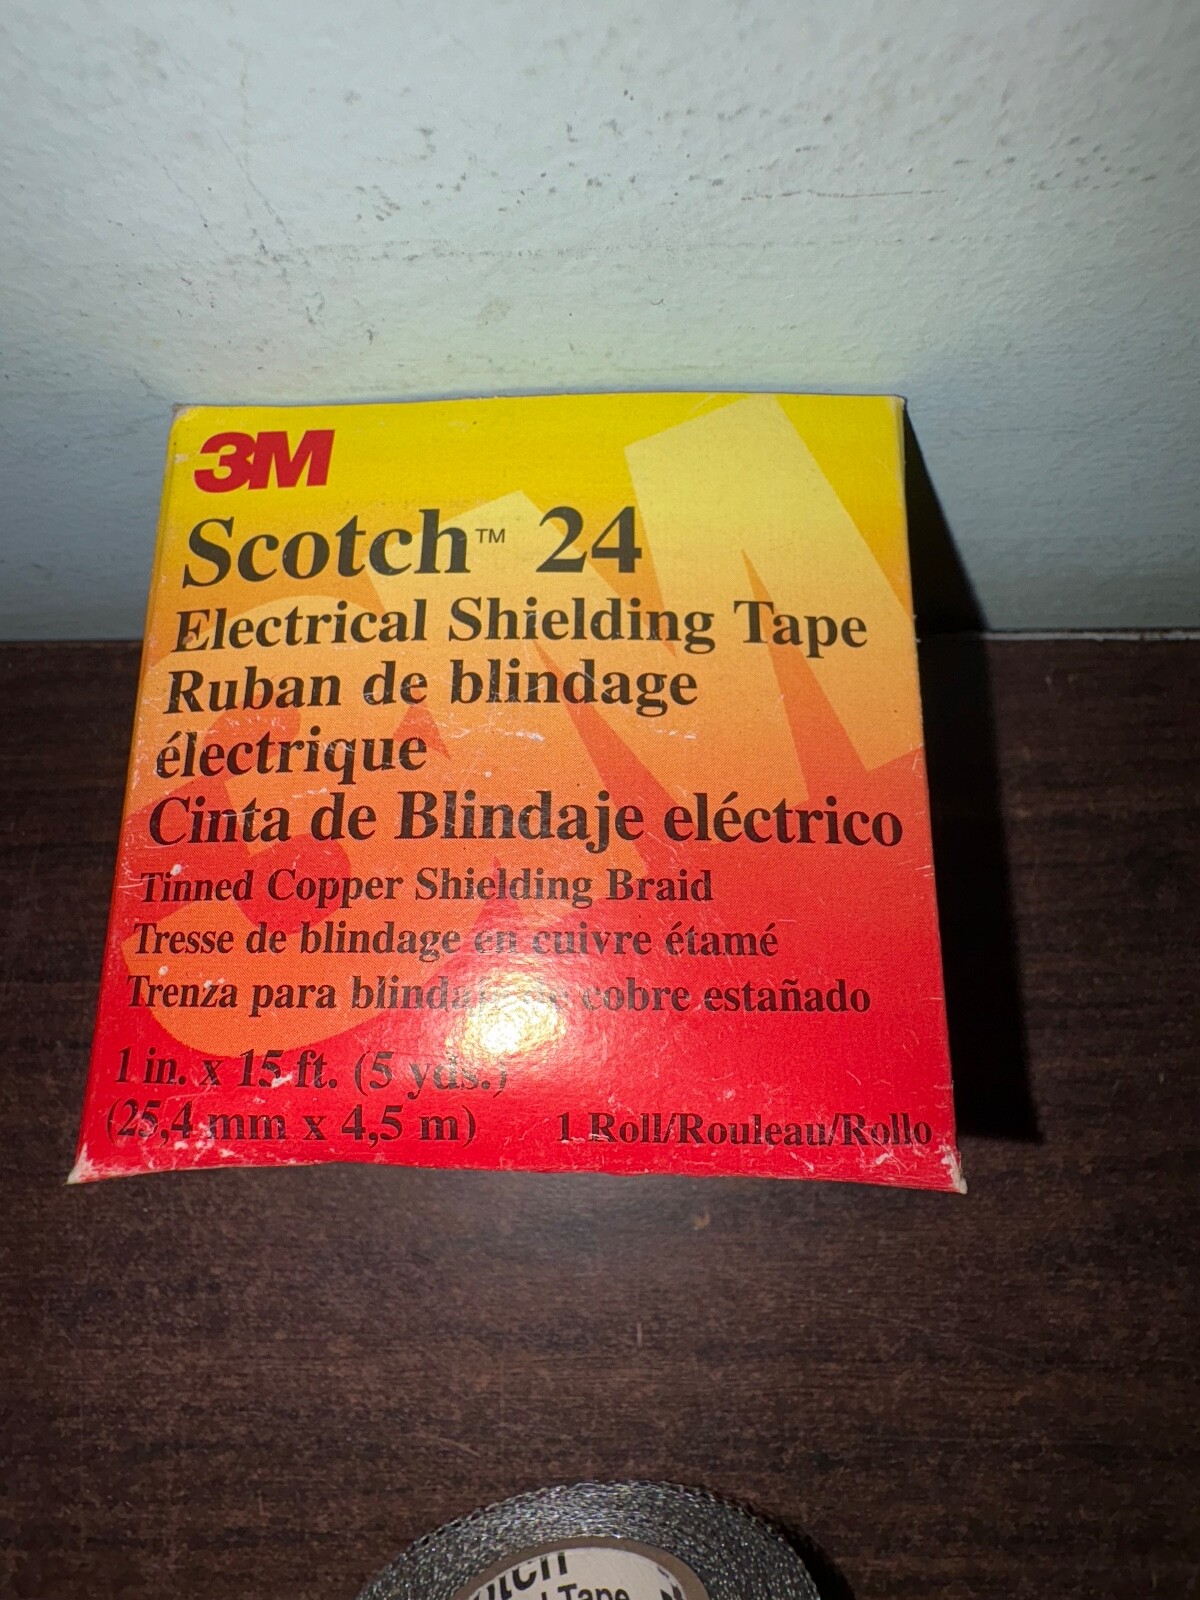 3M
Scotch™ 24
Electrical Shielding Tape
Ruban de blindage
électrique
Cinta de Blindaje eléctrico
Tinned Copper Shielding Braid
Tresse de blindage en cuivre étamé
Trenza para cobre estañado
1 in. x 15 ft. (5 yds.)
(25,4 mm x 4,5 m) 1 Roll/Rouleau/Rollo
Tape